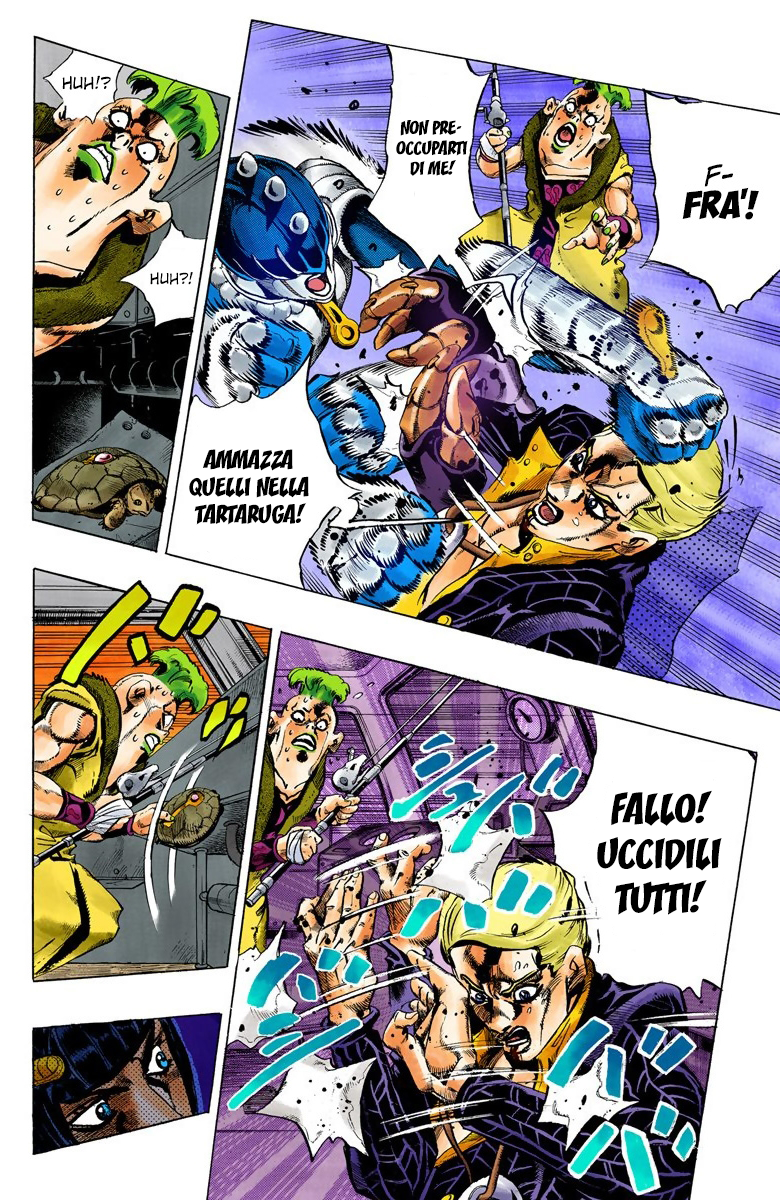 F-
FRA'!
NON PRE-
OCCUPARTI
DI ME!
AMMAZZA
QUELLI NELLA
TARTARUGA!
HUH!?
HUH?!
FALLO!
UCCIDILI
TUTTI!